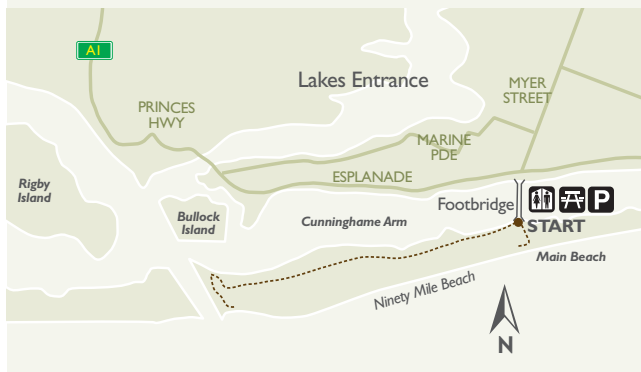 A1
Lakes Entrance
MYER
STREET
PRINCES
HWY
MARINE
PDE
ESPLANADE
Rigby
Island
Bullock
Island
Cunninghame Arm
Footbridge
P
START
Main Beach
Ninety Mile Beach
N